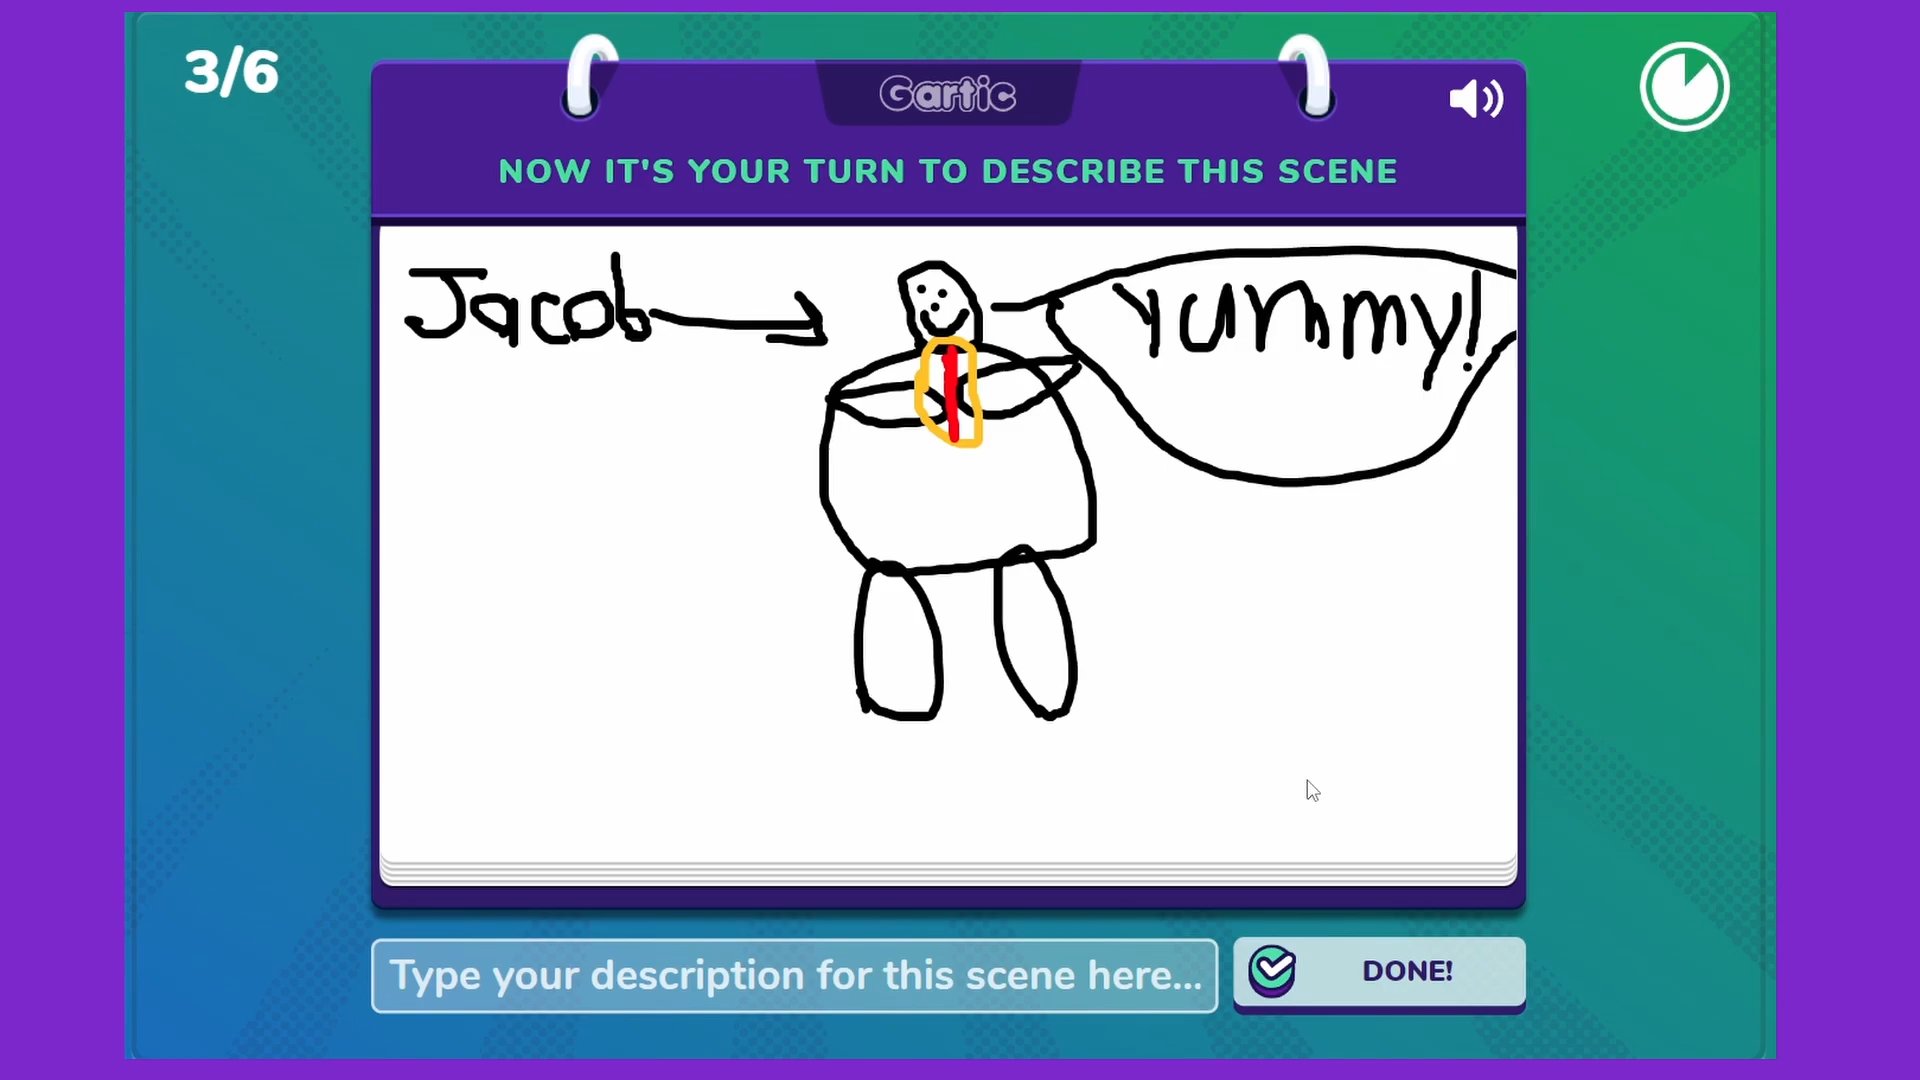 3/6
Gartic
NOW IT'S YOUR TURN TO DESCRIBE THIS SCENE
Jacob
Yummy!
Type your description for this scene here...
DONE!